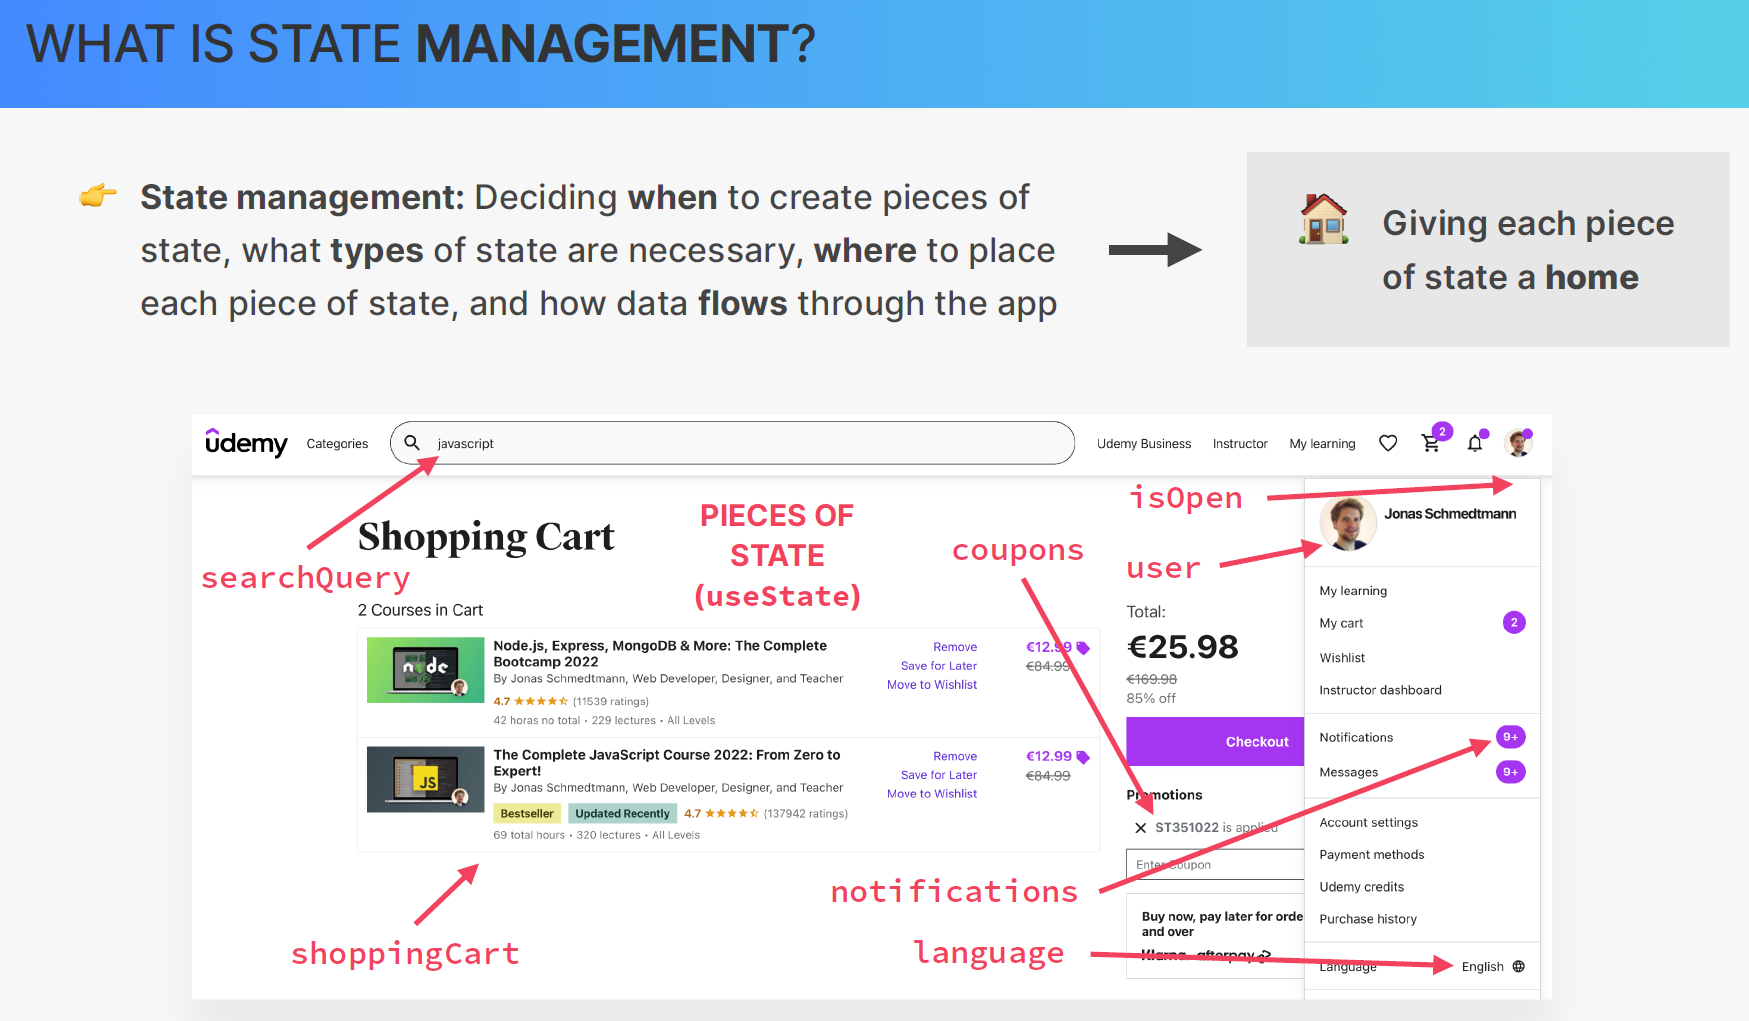 WHAT IS STATE MANAGEMENT?
State management: Deciding when to create pieces of
state, what types of state are necessary, where to place
each piece of state, and how data flows through the app
Giving each piece
of state a home
udemy
Categories
javascript
Udemy Business
Instructor
My learning
2
searchQuery
Shopping Cart
PIECES OF
STATE
(useState)
coupons
isOpen
user
Jonas Schmedtmann
2 Courses in Cart
node
Node.js, Express, MongoDB & More: The Complete
Bootcamp 2022
By Jonas Schmedtmann, Web Developer, Designer, and Teacher
4.7 (11539 ratings)
42 horas no total • 229 lectures • All Levels
Remove
Save for Later
Move to Wishlist
€12.99
€84.99
JS
The Complete JavaScript Course 2022: From Zero to
Expert!
By Jonas Schmedtmann, Web Developer, Designer, and Teacher
Bestseller Updated Recently 4.7 (137942 ratings)
69 total hours • 320 lectures • All Levels
Remove
Save for Later
Move to Wishlist
€12.99
€84.99
Total:
€25.98
€169.98
85% off
Checkout
Promotions
ST351022 is applied
Enter Coupon
Buy now, pay later for orde
and over
Klarna. afterpay
My learning
My cart 2
Wishlist
Instructor dashboard
Notifications 9+
Messages 9+
Account settings
Payment methods
Udemy credits
Purchase history
Language English
shoppingCart
notifications
language